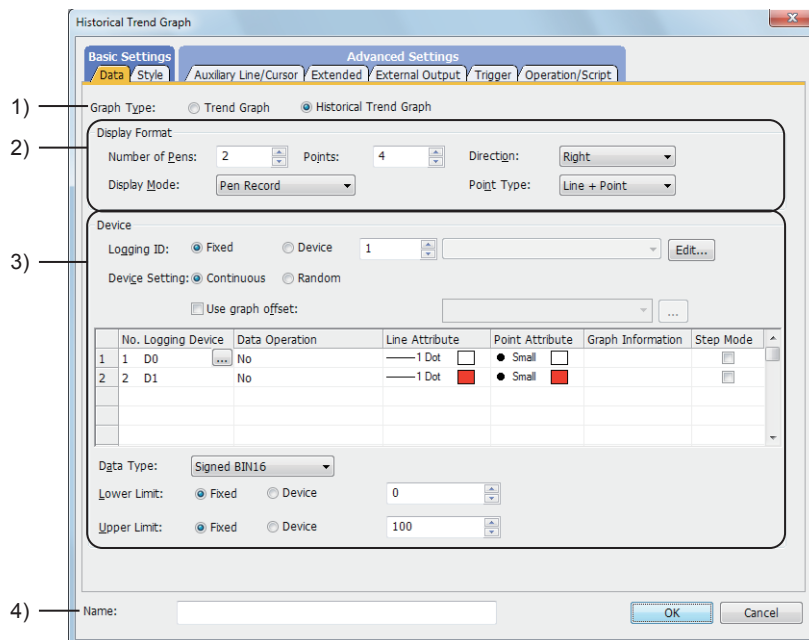 Historical Trend Graph
x
Basic Settings Advanced Settings
Data Style Auxiliary Line/Cursor Extended External Output Trigger Operation/Script
1) Graph Type: Trend Graph Historical Trend Graph
2) Display Format
Number of Pens: 2 Points: 4 Direction: Right
Display Mode: Pen Record Point Type: Line + Point
3) Device
Logging ID: Fixed Device 1 Edit...
Device Setting: Continuous Random
Use graph offset: ...
No. Logging Device Data Operation Line Attribute Point Attribute Graph Information Step Mode
1 1 D0 ... No 1 Dot Small
2 2 D1 No 1 Dot Small
Data Type: Signed BIN16
Lower Limit: Fixed Device 0
Upper Limit: Fixed Device 100
4) Name: OK Cancel